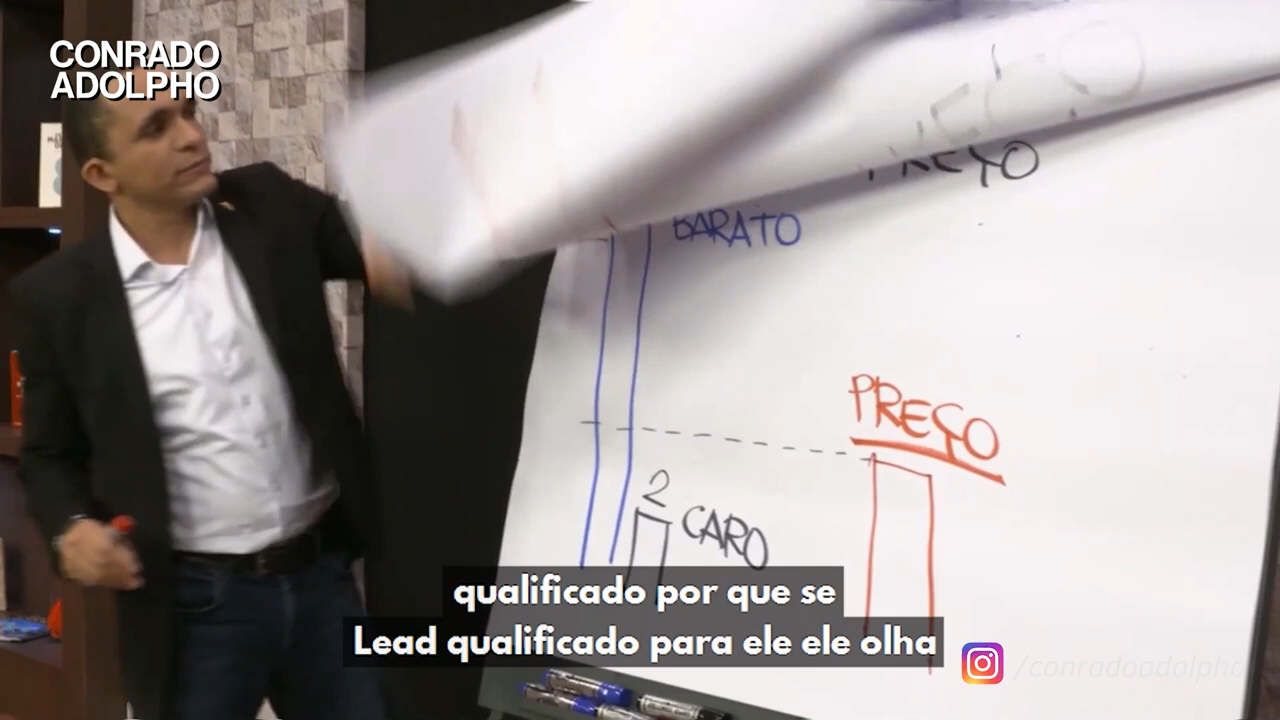 CONRADO
ADOLPHO
PREÇO
BARATO
PREÇO
2
CARO
qualificado por que se
Lead qualificado para ele ele olha
/conradoadolpho